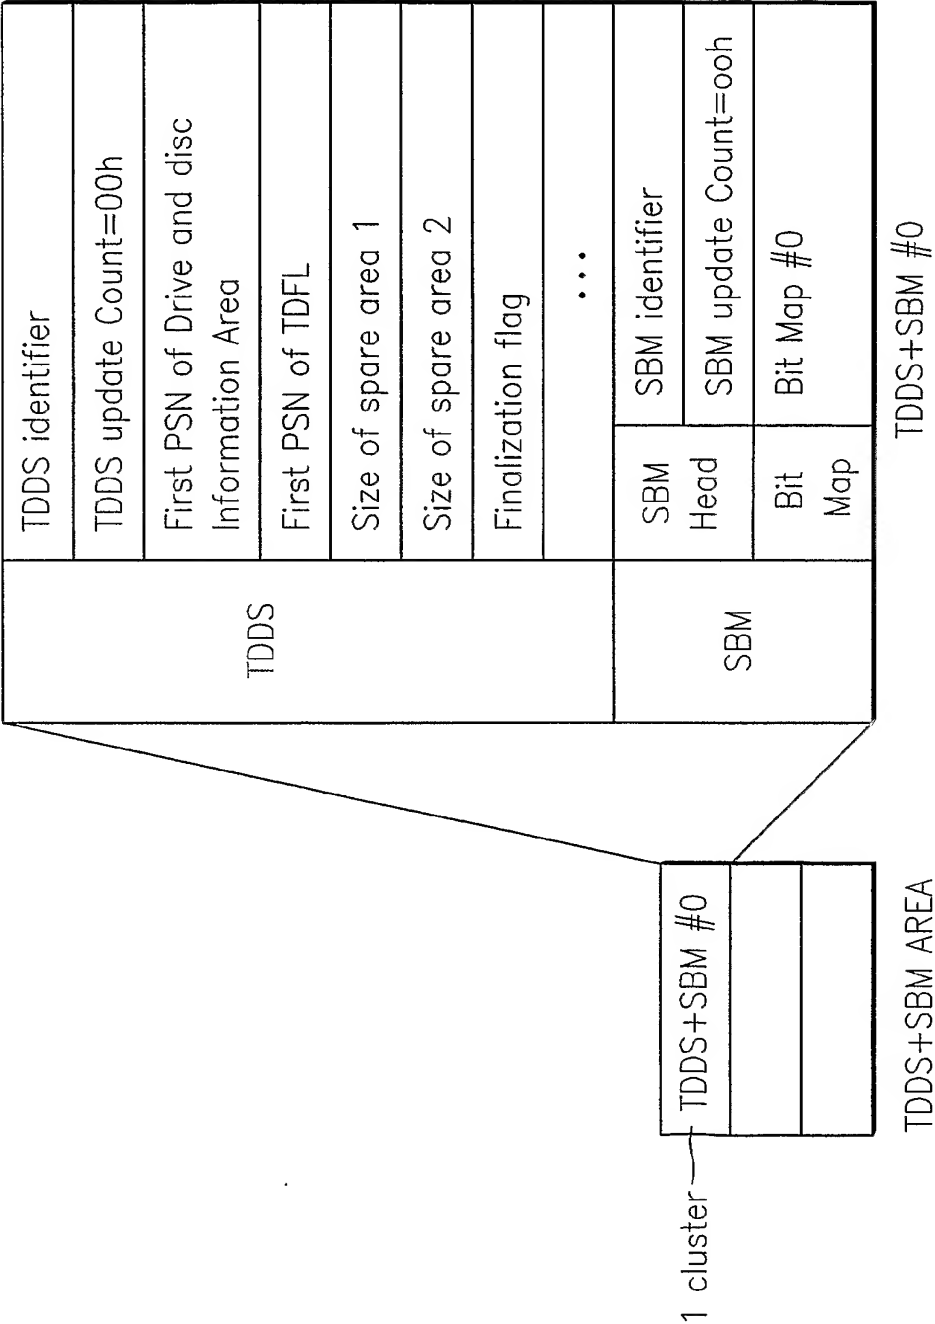 TDDS identifier
TDDS update Count=00h
First PSN of Drive and disc
Information Area
First PSN of TDFL
Size of spare area 1
Size of spare area 2
Finalization flag
...
TDDS
SBM
SBM
Head
SBM identifier
SBM update Count=ooh
Bit
Map
Bit Map #0
TDDS+SBM #0
1 cluster
TDDS+SBM #0
TDDS+SBM AREA